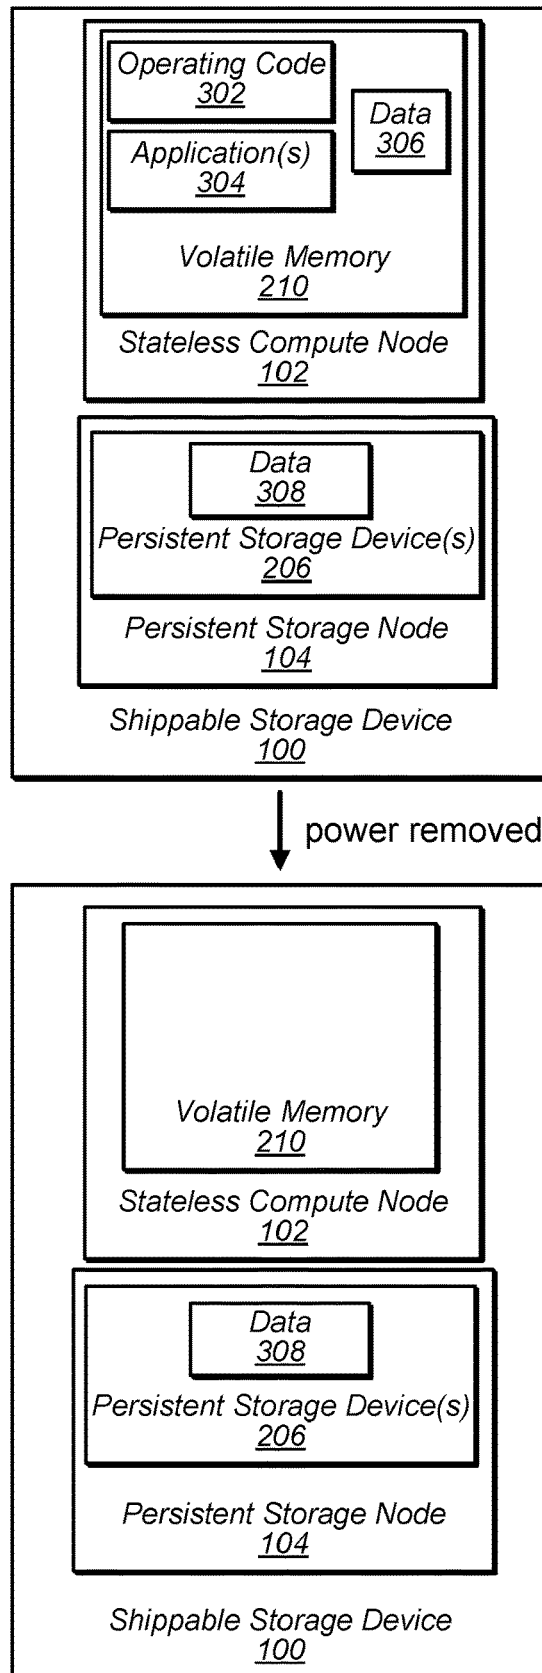 Operating Code
302
Data
306
Application(s)
304
Volatile Memory
210
Stateless Compute Node
102
Data
308
Persistent Storage Device(s)
206
Persistent Storage Node
104
Shippable Storage Device
100
power removed
Volatile Memory
210
Stateless Compute Node
102
Data
308
Persistent Storage Device(s)
206
Persistent Storage Node
104
Shippable Storage Device
100